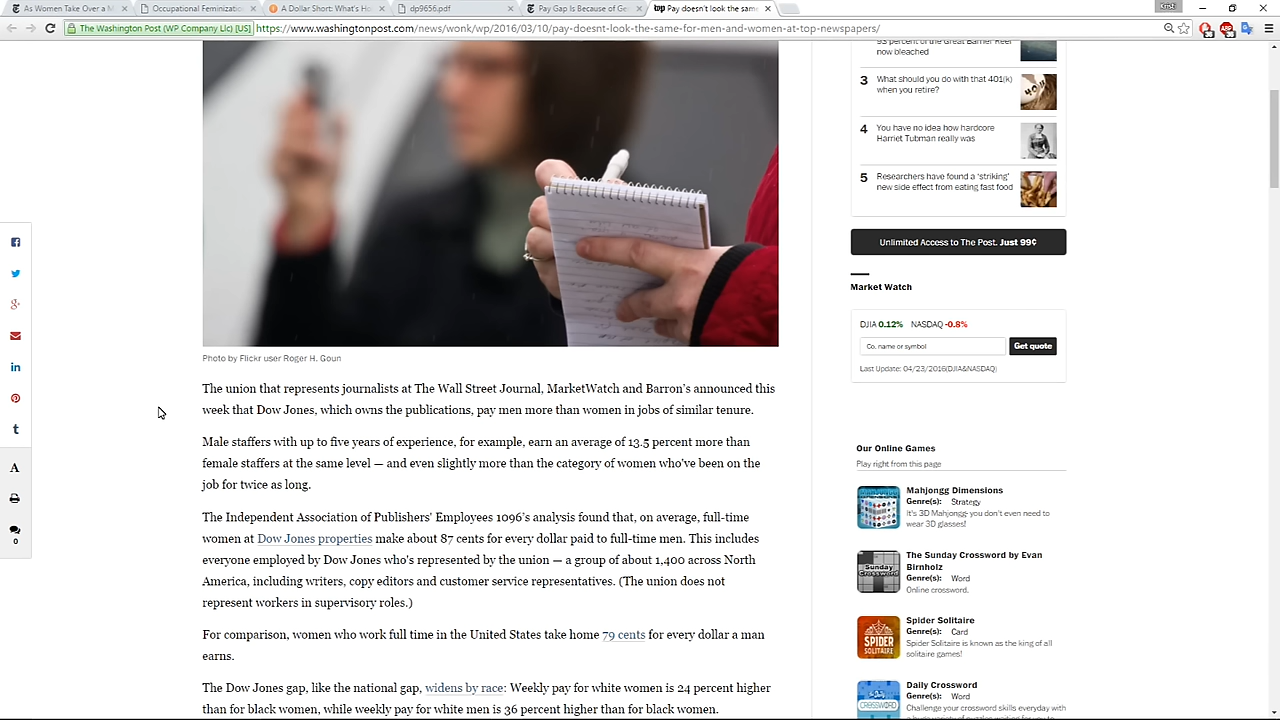 As Women Take Over a M
Occupational Feminizatio
A Dollar Short: What's Ho
dp9656.pdf
Pay Gap Is Because of Ge
Pay doesn't look the same
The Washington Post (WP Company Llc) [US]
https://www.washingtonpost.com/news/wonk/wp/2016/03/10/pay-doesnt-look-the-same-for-men-and-women-at-top-newspapers/
Photo by Flickr user Roger H. Goun
The union that represents journalists at The Wall Street Journal, MarketWatch and Barron's announced this
week that Dow Jones, which owns the publications, pay men more than women in jobs of similar tenure.
Male staffers with up to five years of experience, for example, earn an average of 13.5 percent more than
female staffers at the same level — and even slightly more than the category of women who've been on the
job for twice as long.
The Independent Association of Publishers' Employees 1096's analysis found that, on average, full-time
women at Dow Jones properties make about 87 cents for every dollar paid to full-time men. This includes
everyone employed by Dow Jones who's represented by the union — a group of about 1,400 across North
America, including writers, copy editors and customer service representatives. (The union does not
represent workers in supervisory roles.)
For comparison, women who work full time in the United States take home 79 cents for every dollar a man
earns.
The Dow Jones gap, like the national gap, widens by race: Weekly pay for white women is 24 percent higher
than for black women, while weekly pay for white men is 36 percent higher than for black women.
93 percent of the Great Barrier Reef
now bleached
3
What should you do with that 401(k)
when you retire?
4
You have no idea how hardcore
Harriet Tubman really was
5
Researchers have found a 'striking'
new side effect from eating fast food
Unlimited Access to The Post. Just 99¢
Market Watch
DJIA 0.12% NASDAQ -0.8%
Co. name or symbol
Get quote
Last Update: 04/23/2016(DJIA&NASDAQ)
Our Online Games
Play right from this page
Mahjongg Dimensions
Genre(s): Strategy
It's 3D Mahjongg- you don't even need to
wear 3D glasses!
The Sunday Crossword by Evan
Birnholz
Genre(s): Word
Online crossword.
Spider Solitaire
Genre(s): Card
Spider Solitaire is known as the king of all
solitaire games!
Daily Crossword
Genre(s): Word
Challenge your crossword skills everyday with